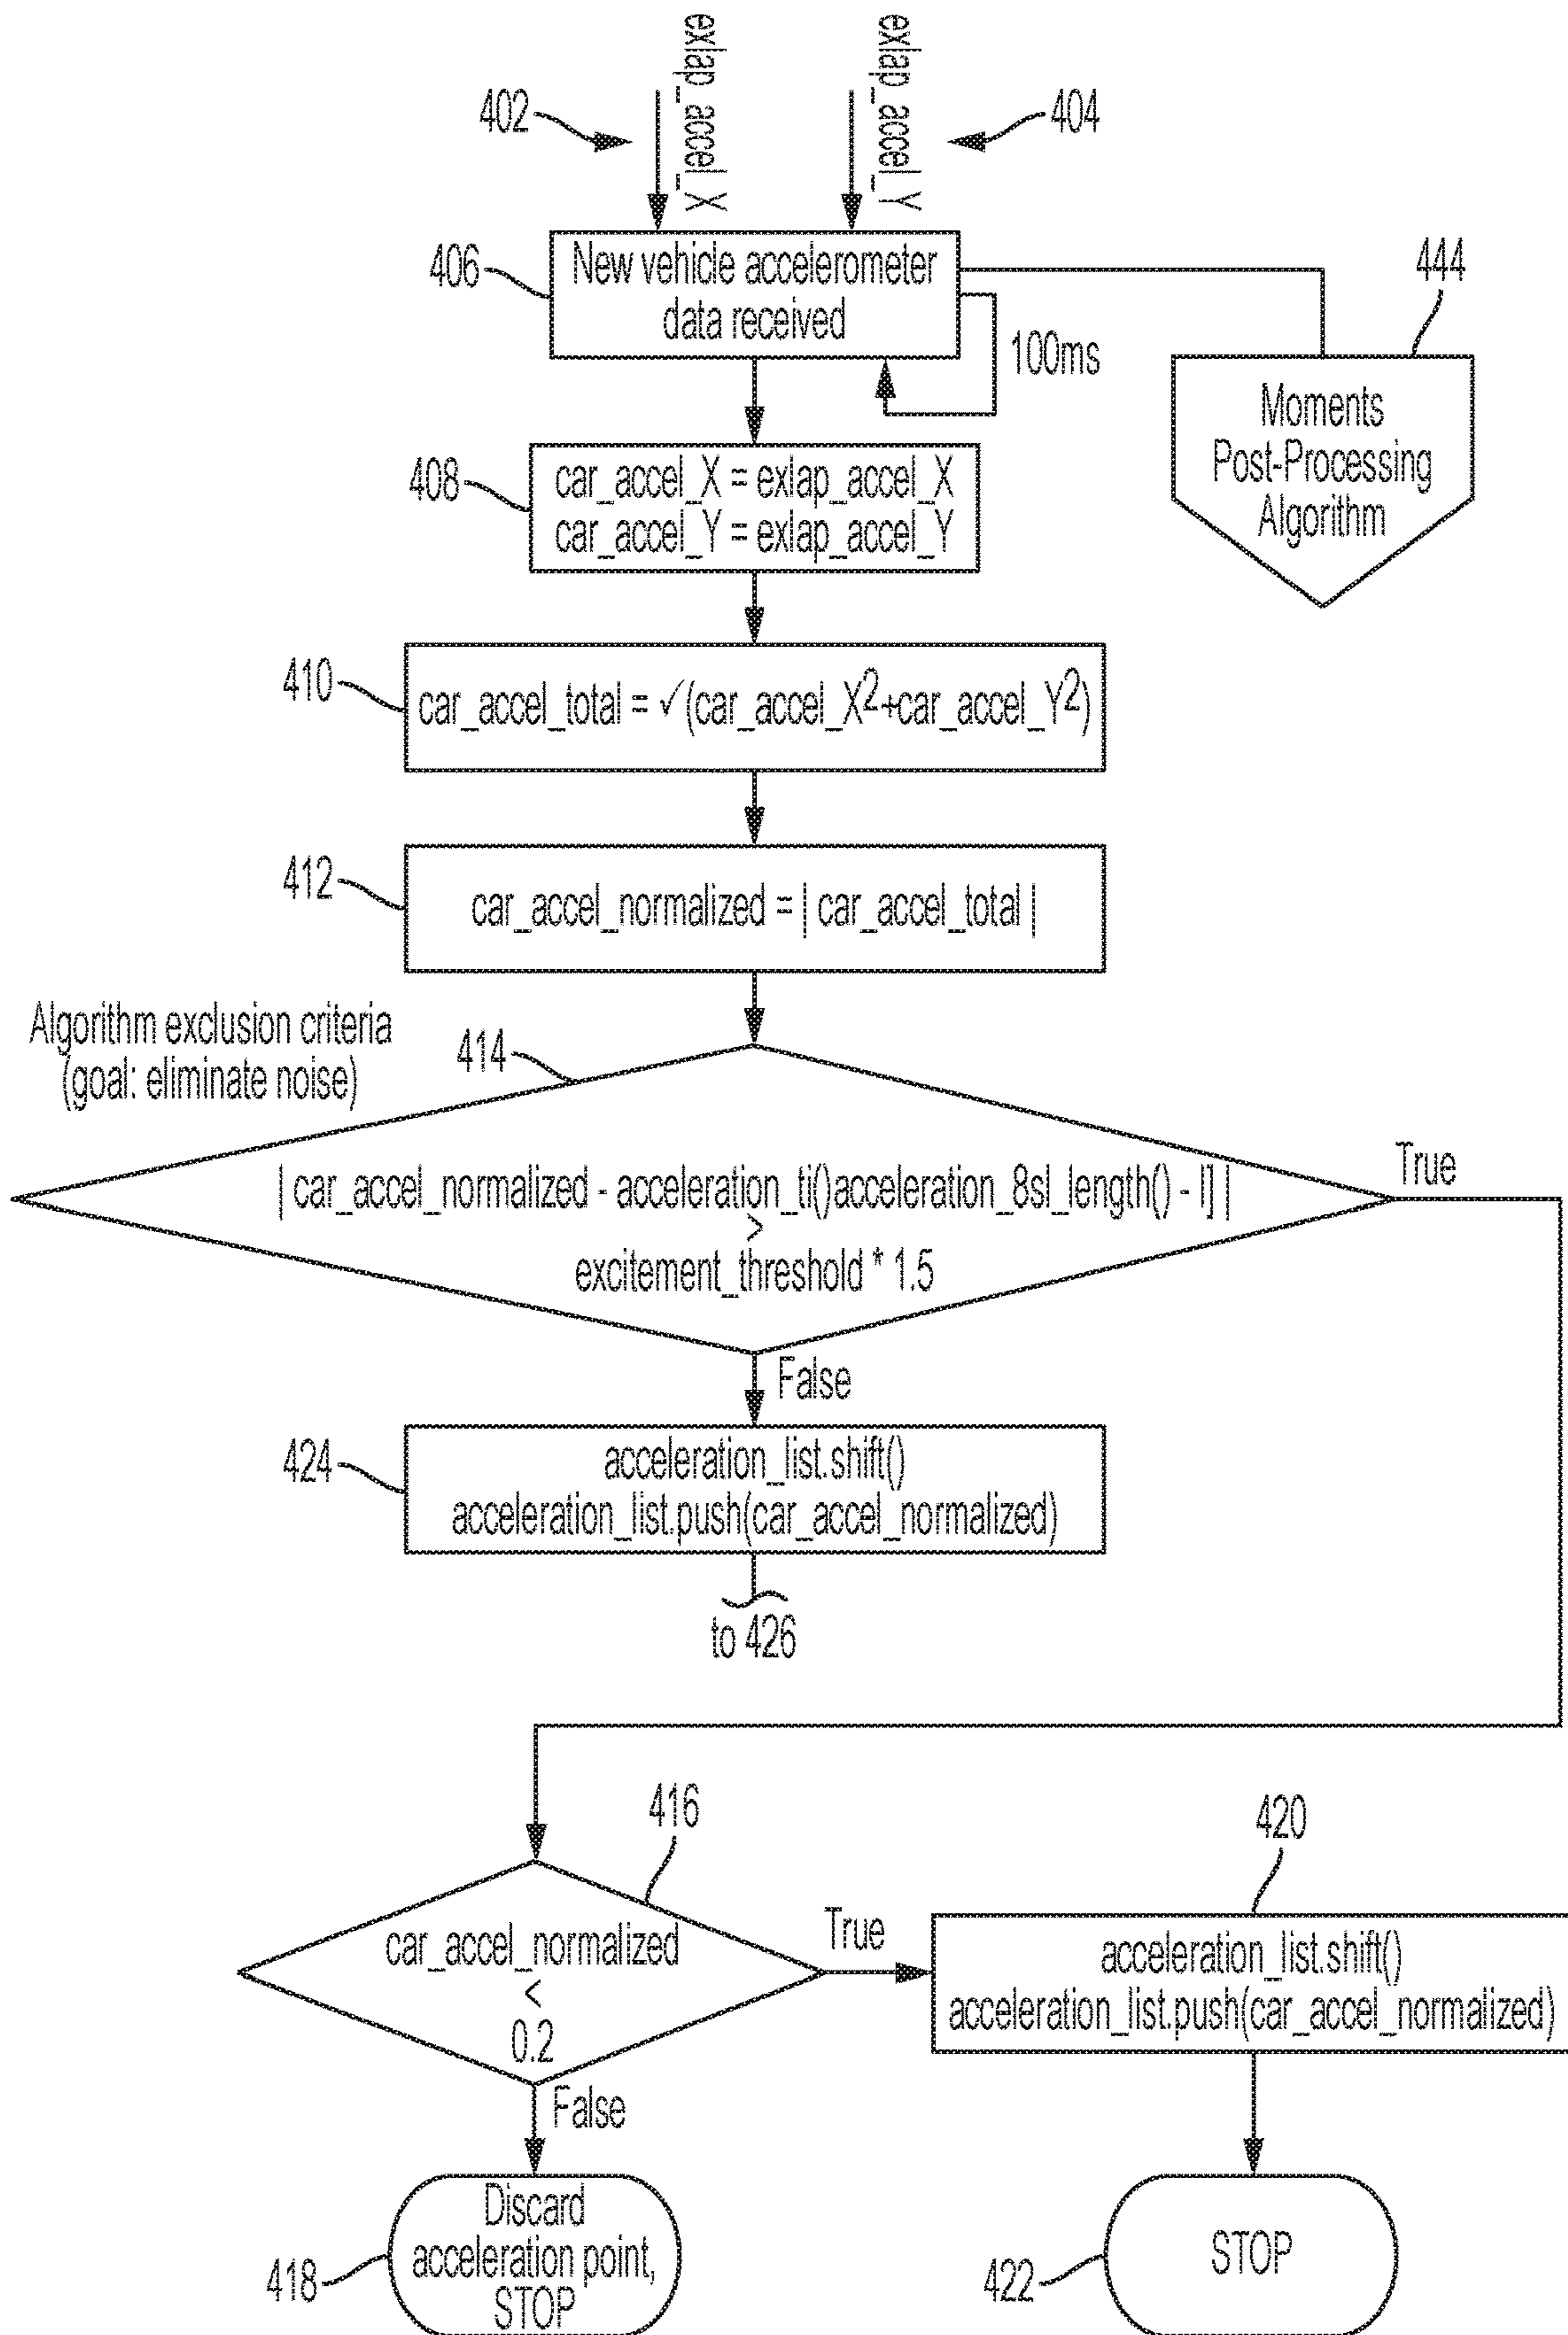 exlap_accel_X
exlap_accel_Y
402
404
406
New vehicle accelerometer
data received
100ms
444
Moments
Post-Processing
Algorithm
408
car_accel_X = exlap_accel_X
car_accel_Y = exlap_accel_Y
410
car_accel_total = √(car_accel_X²+car_accel_Y²)
412
car_accel_normalized = | car_accel_total |
Algorithm exclusion criteria
(goal: eliminate noise)
414
| car_accel_normalized - acceleration_ti()acceleration_8sl_length() - l] |
>
excitement_threshold * 1.5
True
False
424
acceleration_list.shift()
acceleration_list.push(car_accel_normalized)
to 426
416
car_accel_normalized
<
0.2
True
420
acceleration_list.shift()
acceleration_list.push(car_accel_normalized)
False
418
Discard
acceleration point,
STOP
422
STOP